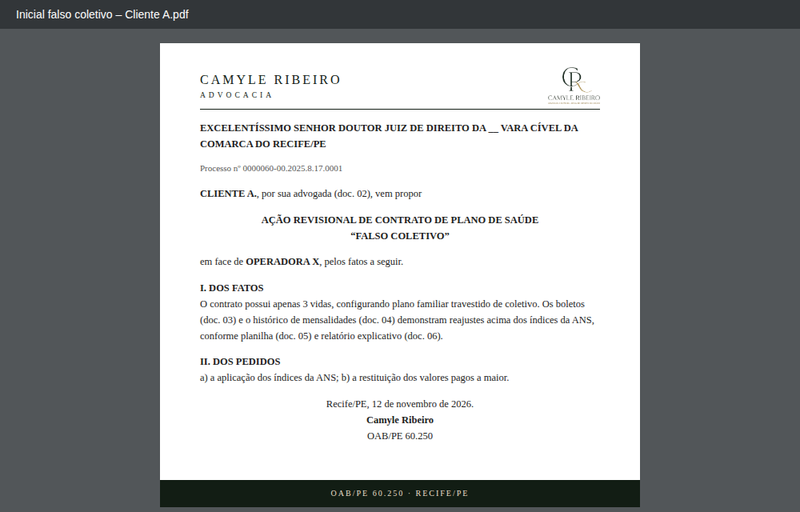 Inicial falso coletivo – Cliente A.pdf
CAMYLE RIBEIRO
ADVOCACIA
CR
CAMYLE RIBEIRO
EXCELENTÍSSIMO SENHOR DOUTOR JUIZ DE DIREITO DA __ VARA CÍVEL DA
COMARCA DO RECIFE/PE
Processo nº 0000060-00.2025.8.17.0001
CLIENTE A., por sua advogada (doc. 02), vem propor
AÇÃO REVISIONAL DE CONTRATO DE PLANO DE SAÚDE
“FALSO COLETIVO”
em face de OPERADORA X, pelos fatos a seguir.
I. DOS FATOS
O contrato possui apenas 3 vidas, configurando plano familiar travestido de coletivo. Os boletos
(doc. 03) e o histórico de mensalidades (doc. 04) demonstram reajustes acima dos índices da ANS,
conforme planilha (doc. 05) e relatório explicativo (doc. 06).
II. DOS PEDIDOS
a) a aplicação dos índices da ANS; b) a restituição dos valores pagos a maior.
Recife/PE, 12 de novembro de 2026.
Camyle Ribeiro
OAB/PE 60.250
OAB/PE 60.250 · RECIFE/PE